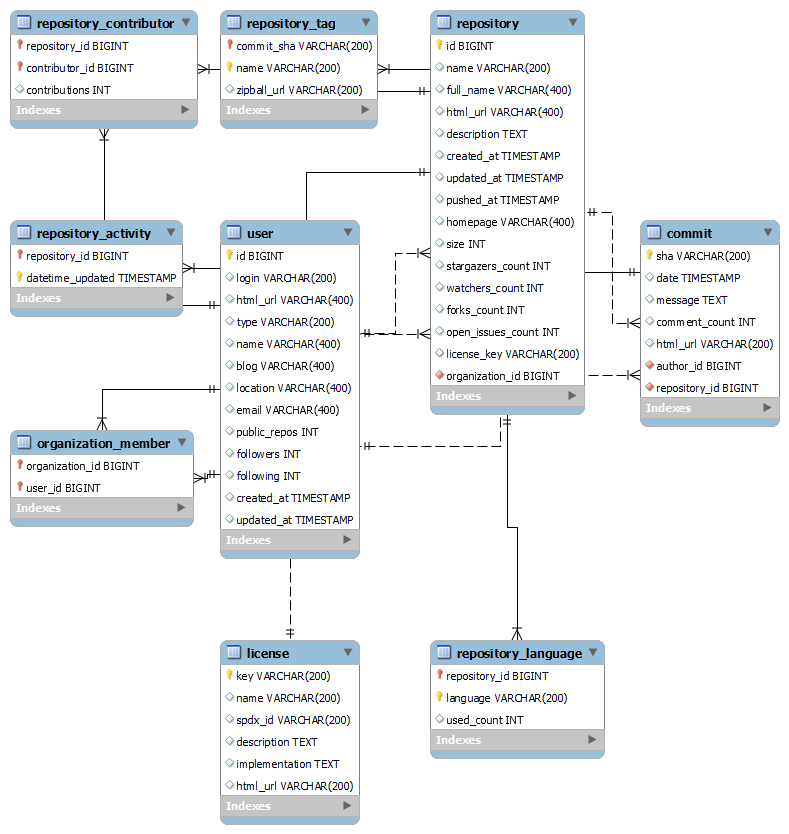 repository_contributor
repository_id BIGINT
contributor_id BIGINT
contributions INT
Indexes
repository_tag
commit_sha VARCHAR(200)
name VARCHAR(200)
zipball_url VARCHAR(200)
Indexes
repository
id BIGINT
name VARCHAR(200)
full_name VARCHAR(400)
html_url VARCHAR(400)
description TEXT
created_at TIMESTAMP
updated_at TIMESTAMP
pushed_at TIMESTAMP
homepage VARCHAR(400)
size INT
stargazers_count INT
watchers_count INT
forks_count INT
open_issues_count INT
license_key VARCHAR(200)
organization_id BIGINT
Indexes
repository_activity
repository_id BIGINT
datetime_updated TIMESTAMP
Indexes
user
id BIGINT
login VARCHAR(200)
html_url VARCHAR(400)
type VARCHAR(200)
name VARCHAR(400)
blog VARCHAR(400)
location VARCHAR(400)
email VARCHAR(400)
public_repos INT
followers INT
following INT
created_at TIMESTAMP
updated_at TIMESTAMP
Indexes
commit
sha VARCHAR(200)
date TIMESTAMP
message TEXT
comment_count INT
html_url VARCHAR(200)
author_id BIGINT
repository_id BIGINT
Indexes
organization_member
organization_id BIGINT
user_id BIGINT
Indexes
license
key VARCHAR(200)
name VARCHAR(200)
spdx_id VARCHAR(200)
description TEXT
implementation TEXT
html_url VARCHAR(200)
Indexes
repository_language
repository_id BIGINT
language VARCHAR(200)
used_count INT
Indexes